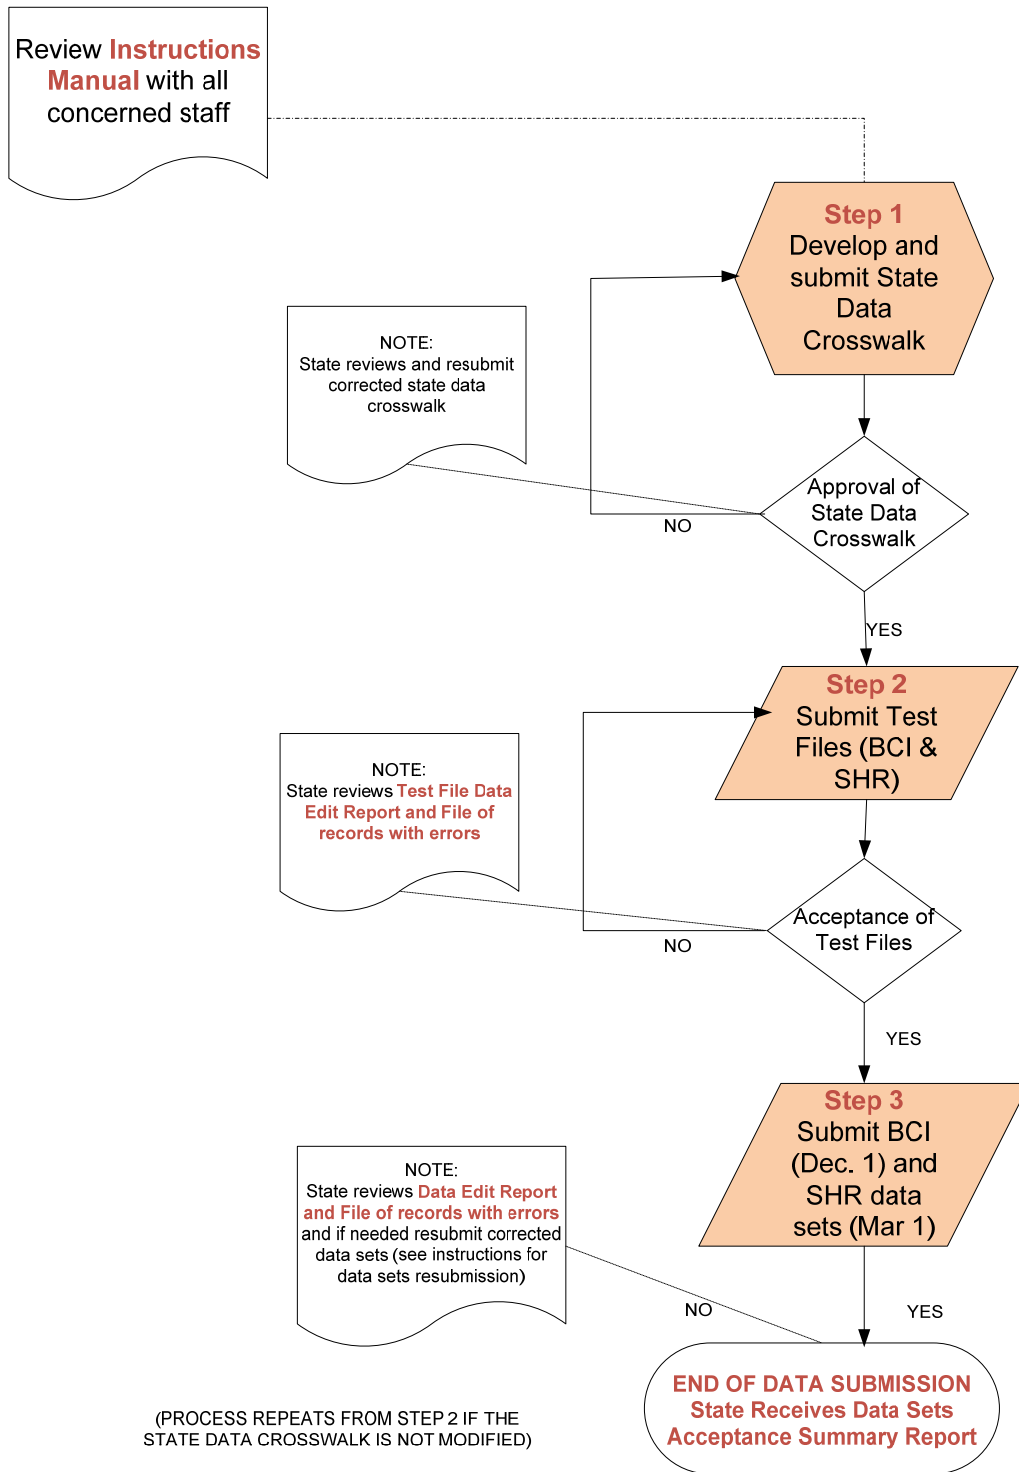 Review Instructions
Manual with all
concerned staff
Step 1
Develop and
submit State
Data
Crosswalk
NOTE:
State reviews and resubmit
corrected state data
crosswalk
Approval of
State Data
Crosswalk
NO
YES
Step 2
Submit Test
Files (BCI &
SHR)
NOTE:
State reviews Test File Data
Edit Report and File of
records with errors
Acceptance of
Test Files
NO
YES
Step 3
Submit BCI
(Dec. 1) and
SHR data
sets (Mar 1)
NOTE:
State reviews Data Edit Report
and File of records with errors
and if needed resubmit corrected
data sets (see instructions for
data sets resubmission)
NO
YES
END OF DATA SUBMISSION
State Receives Data Sets
Acceptance Summary Report
(PROCESS REPEATS FROM STEP 2 IF THE
STATE DATA CROSSWALK IS NOT MODIFIED)